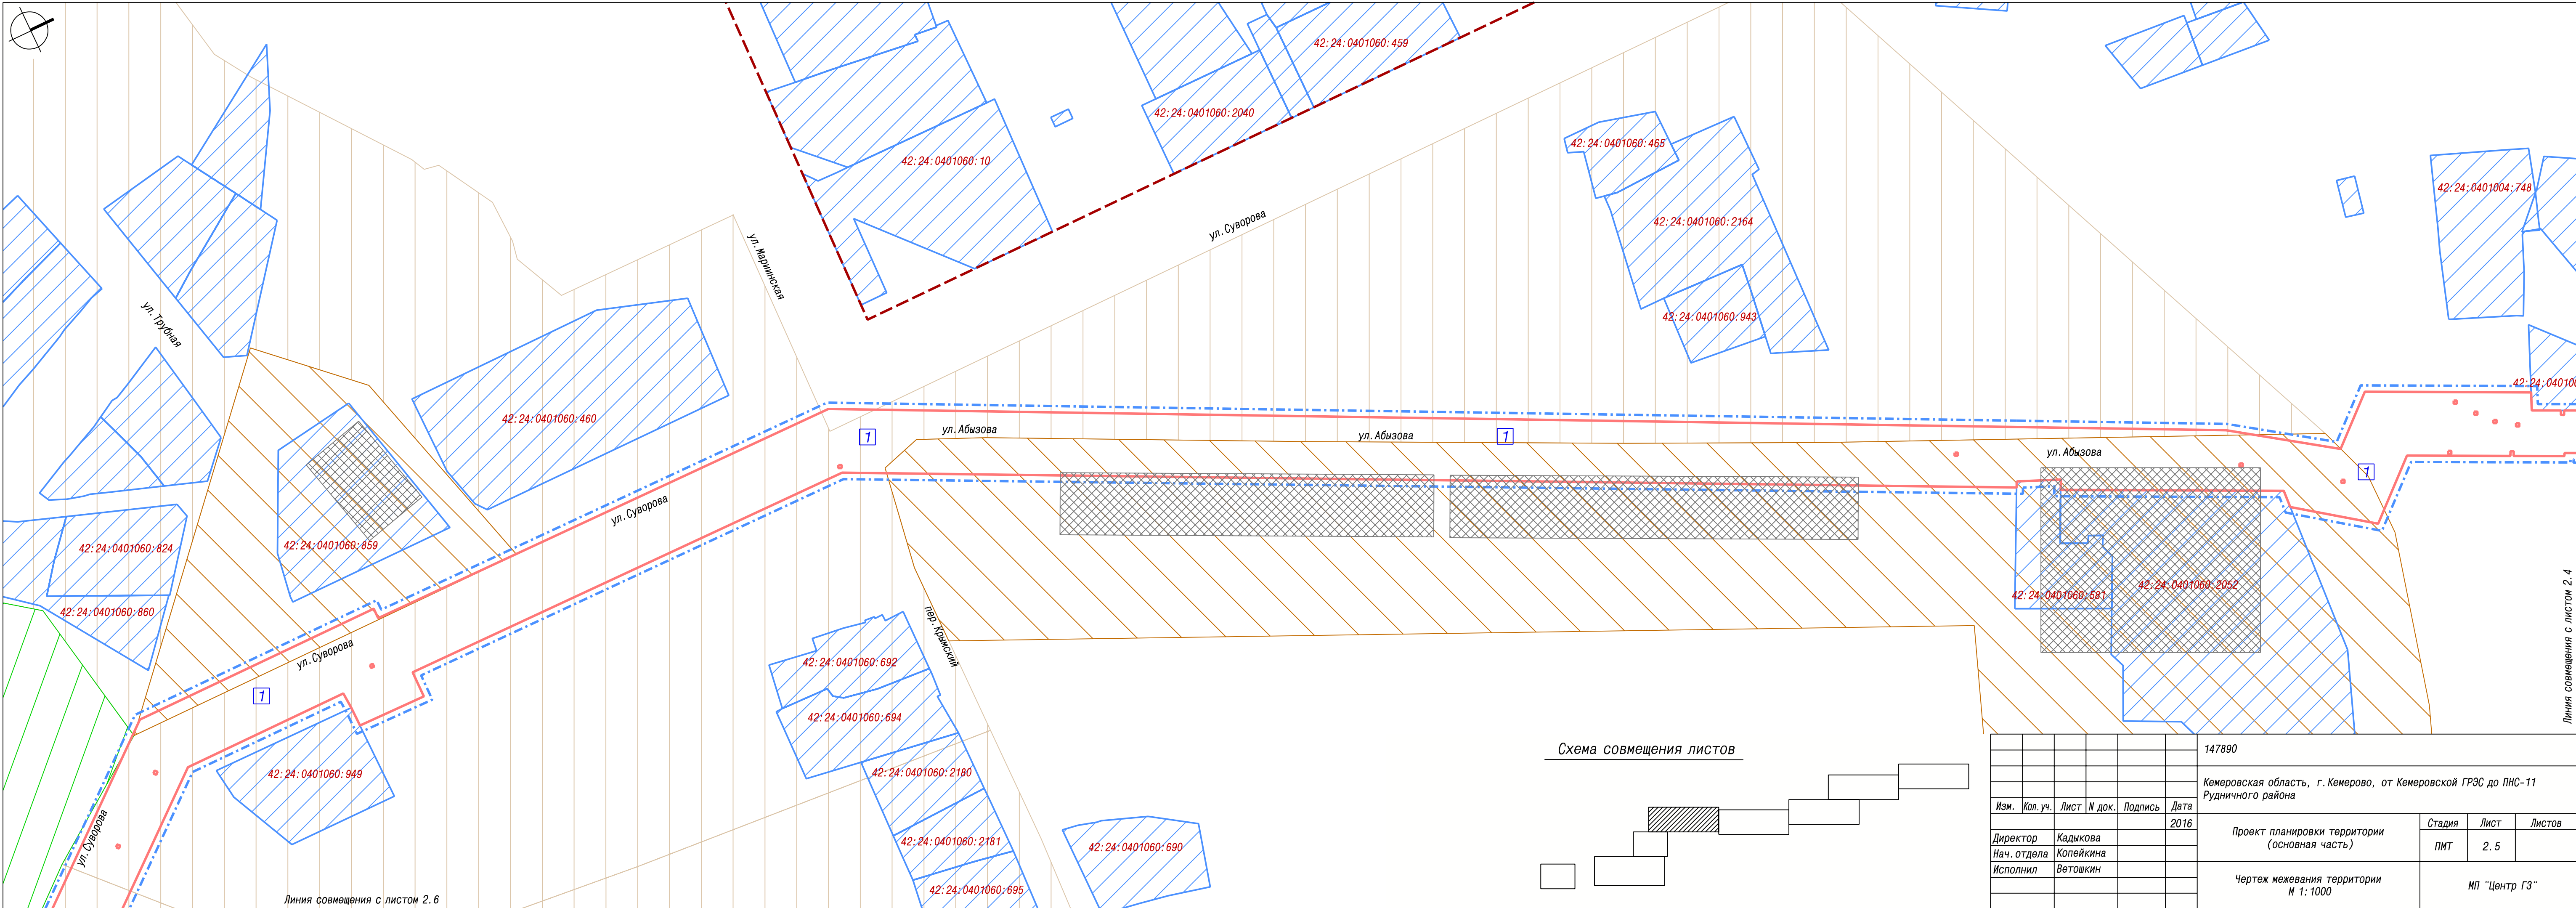 42:24:0401060:459
42:24:0401060:2040
42:24:0401060:10
42:24:0401060:465
42:24:0401060:2164
42:24:0401060:943
42:24:0401004:748
ул.Суворова
ул.Мариинская
ул.Трубная
42:24:0401060:460
42:24:0401060:859
42:24:0401060:824
42:24:0401060:860
ул.Суворова
ул.Суворова
ул.Суворова
1
1
1
1
ул.Абызова
ул.Абызова
ул.Абызова
42:24:0401060:581
42:24:0401060:2052
пер.Крымский
42:24:0401060:692
42:24:0401060:694
42:24:0401060:2180
42:24:0401060:2181
42:24:0401060:695
42:24:0401060:690
42:24:0401060:949
Линия совмещения с листом 2.6
Линия совмещения с листом 2.4
Схема совмещения листов
147890
Кемеровская область, г.Кемерово, от Кемеровской ГРЭС до ПНС-11
Рудничного района
Изм. Кол.уч. Лист N док. Подпись Дата
2016
Директор Кадыкова
Нач.отдела Копейкина
Исполнил Ветошкин
Проект планировки территории
(основная часть)
Стадия Лист Листов
ПМТ 2.5
Чертеж межевания территории
М 1:1000
МП "Центр ГЗ"